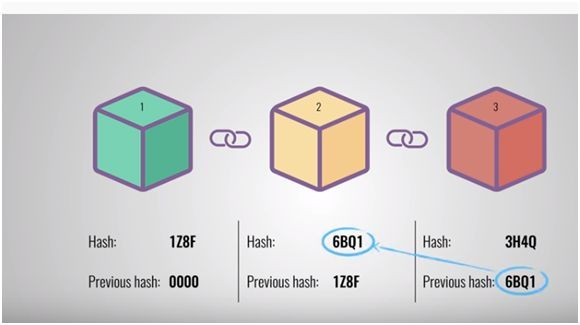 1
2
3
Hash: 1Z8F
Previous hash: 0000
Hash: 6BQ1
Previous hash: 1Z8F
Hash: 3H4Q
Previous hash: 6BQ1